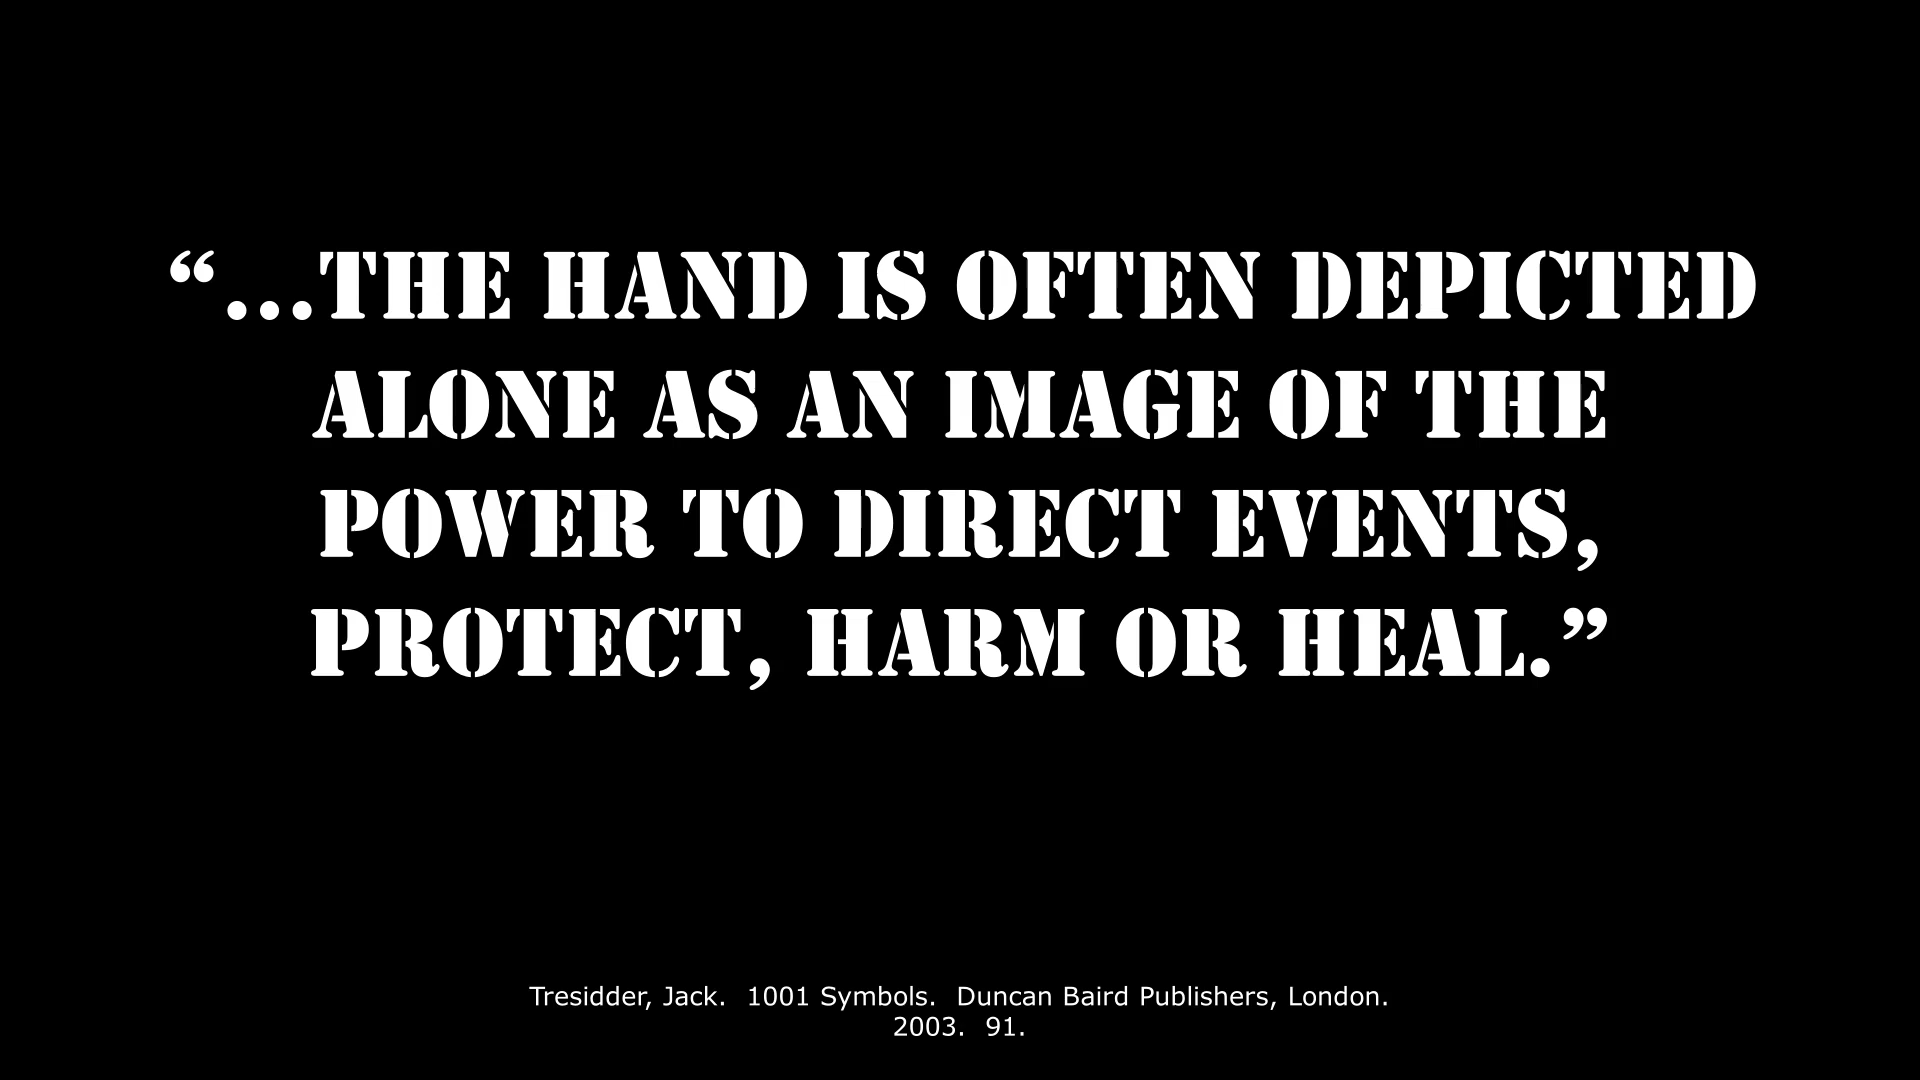 “...THE HAND IS OFTEN DEPICTED
ALONE AS AN IMAGE OF THE
POWER TO DIRECT EVENTS,
PROTECT, HARM OR HEAL.”
Tresidder, Jack.  1001 Symbols.  Duncan Baird Publishers, London.
2003.  91.